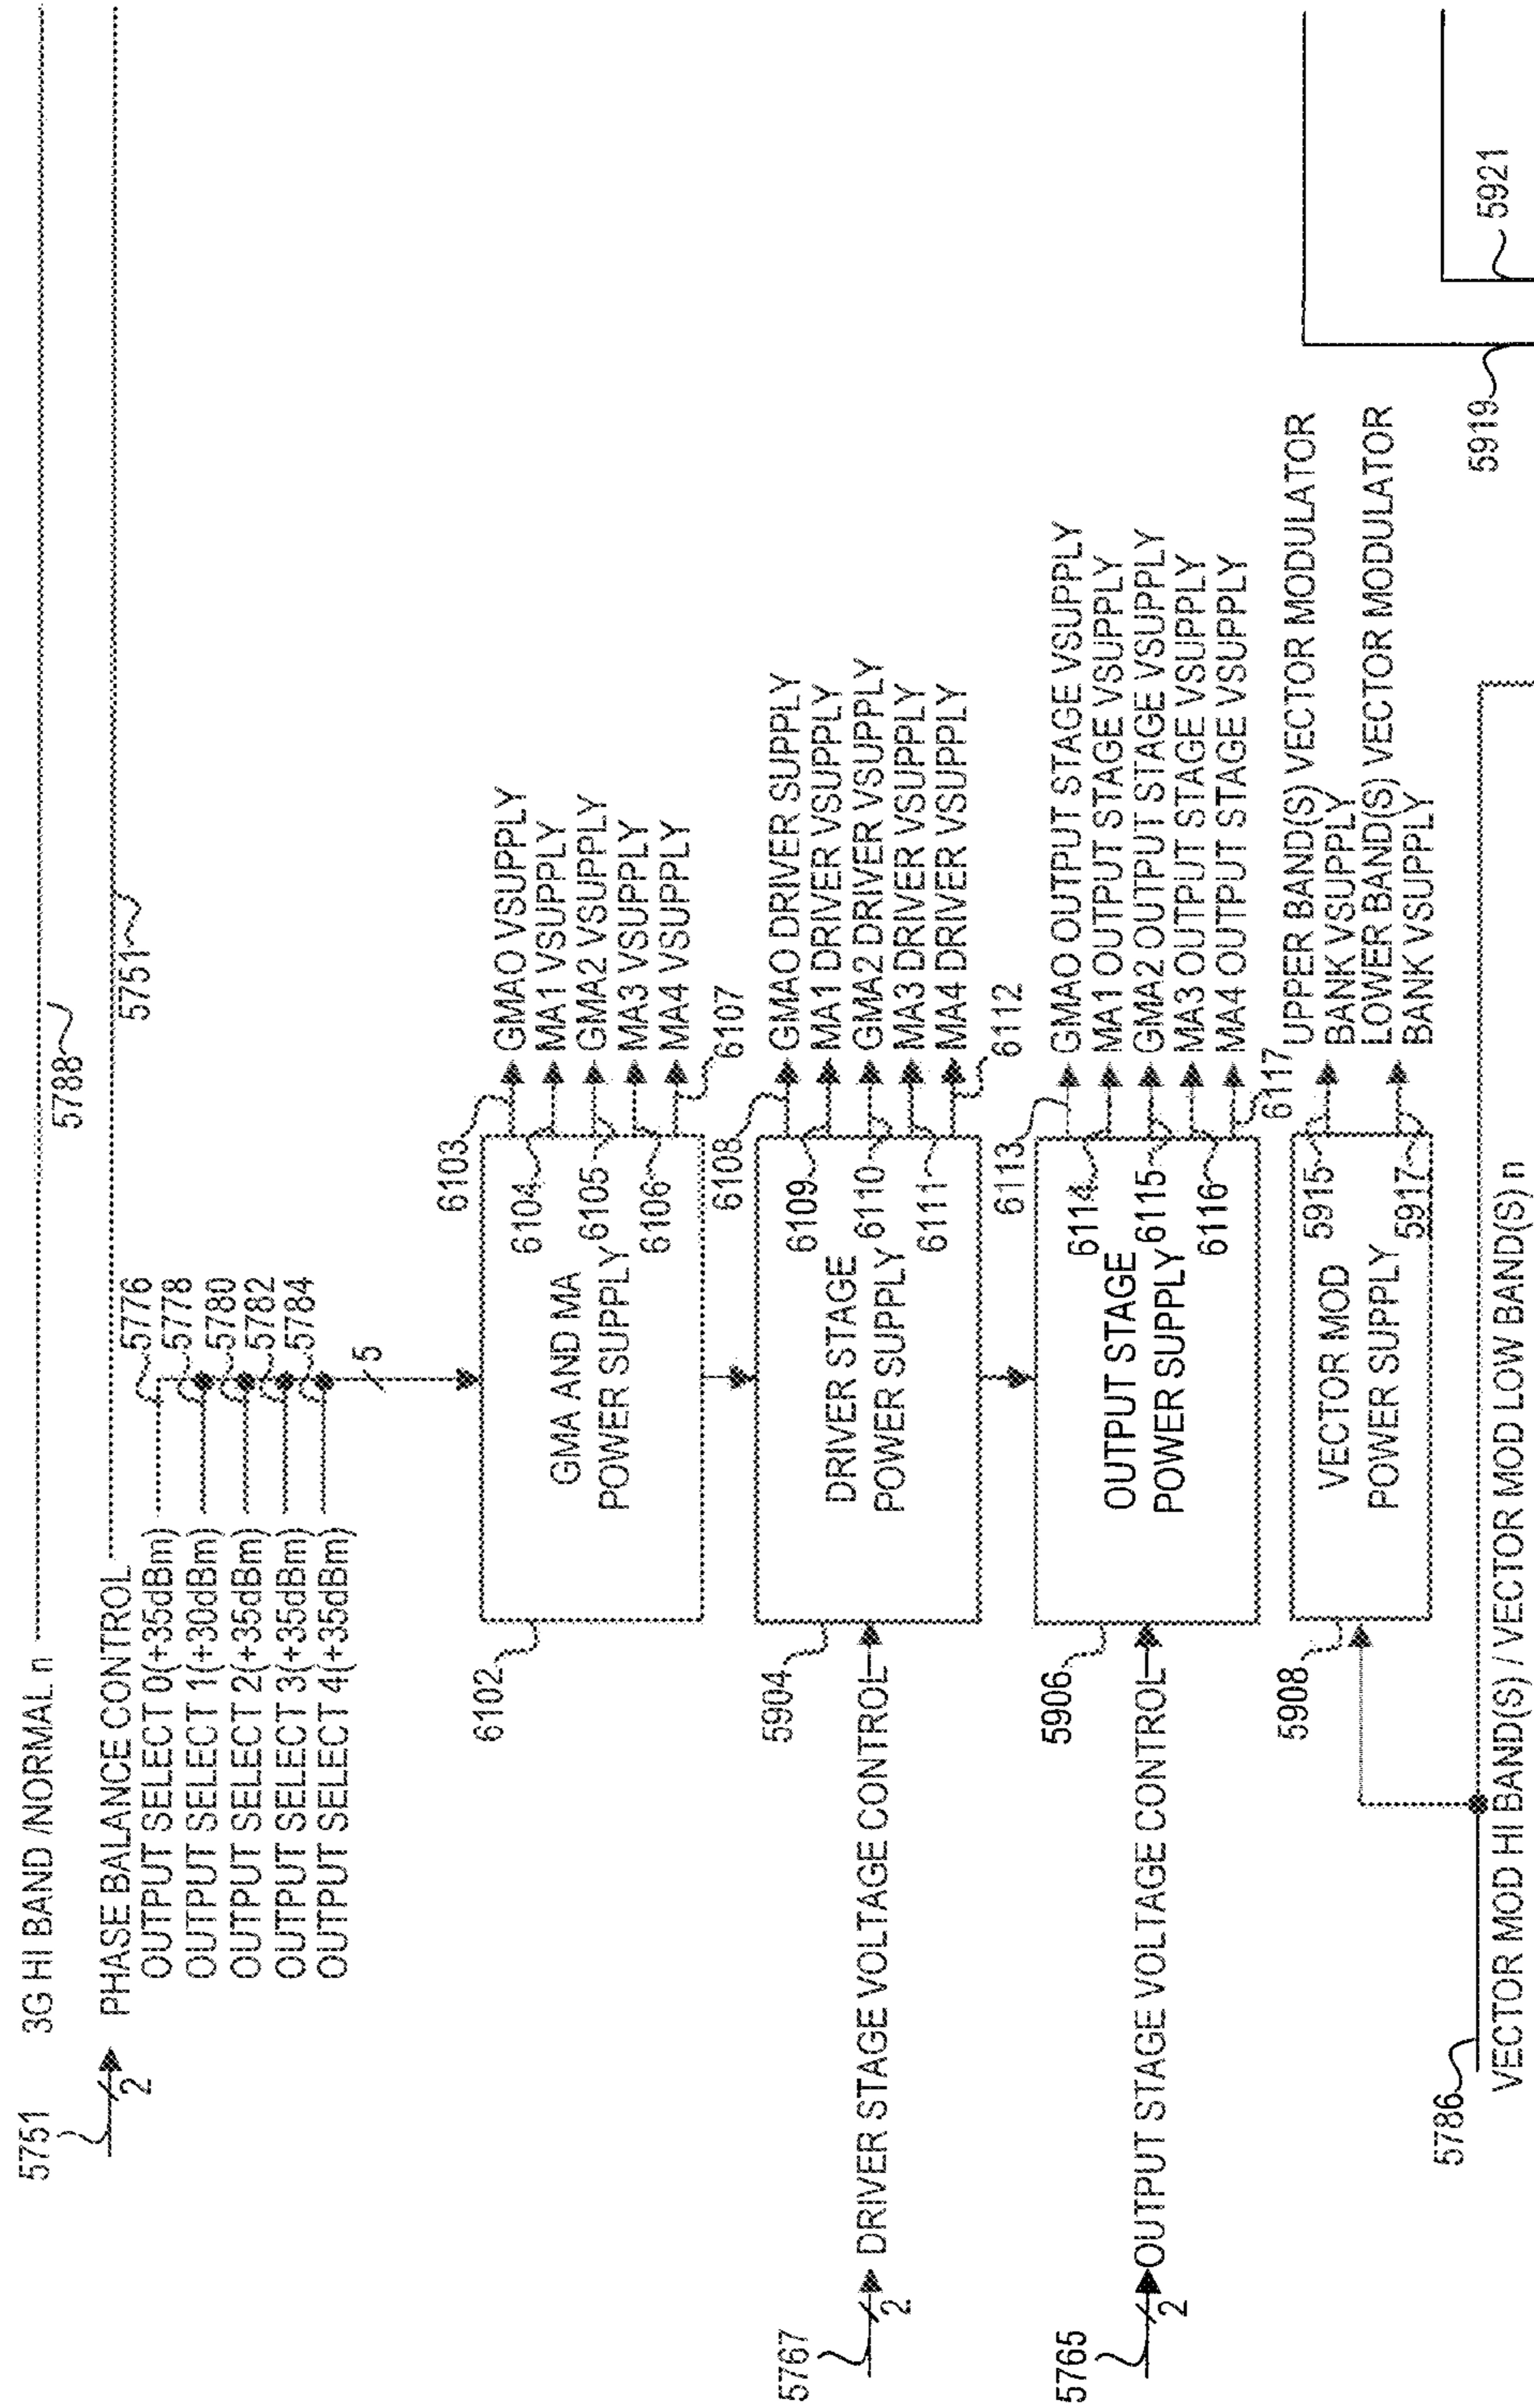 5751
3G HI BAND /NORMAL n
5788
2
PHASE BALANCE CONTROL
5751
OUTPUT SELECT 0(+35dBm)
OUTPUT SELECT 1(+30dBm)
OUTPUT SELECT 2(+35dBm)
OUTPUT SELECT 3(+35dBm)
OUTPUT SELECT 4(+35dBm)
5776
5778
5780
5782
5784
5
6102
GMA AND MA
POWER SUPPLY
6103
6104
6105
6106
6107
GMAO VSUPPLY
MA1 VSUPPLY
GMA2 VSUPPLY
MA3 VSUPPLY
MA4 VSUPPLY
5767
2
DRIVER STAGE VOLTAGE CONTROL
5904
DRIVER STAGE
POWER SUPPLY
6108
6109
6110
6111
6112
GMAO DRIVER SUPPLY
MA1 DRIVER VSUPPLY
GMA2 DRIVER VSUPPLY
MA3 DRIVER VSUPPLY
MA4 DRIVER VSUPPLY
5765
2
OUTPUT STAGE VOLTAGE CONTROL
5906
OUTPUT STAGE
POWER SUPPLY
6113
6114
6115
6116
6117
GMAO OUTPUT STAGE VSUPPLY
MA1 OUTPUT STAGE VSUPPLY
GMA2 OUTPUT STAGE VSUPPLY
MA3 OUTPUT STAGE VSUPPLY
MA4 OUTPUT STAGE VSUPPLY
5908
VECTOR MOD
POWER SUPPLY
5915
5917
UPPER BAND(S) VECTOR MODULATOR
BANK VSUPPLY
LOWER BAND(S) VECTOR MODULATOR
BANK VSUPPLY
5786
VECTOR MOD HI BAND(S) / VECTOR MOD LOW BAND(S) n
5919
5921